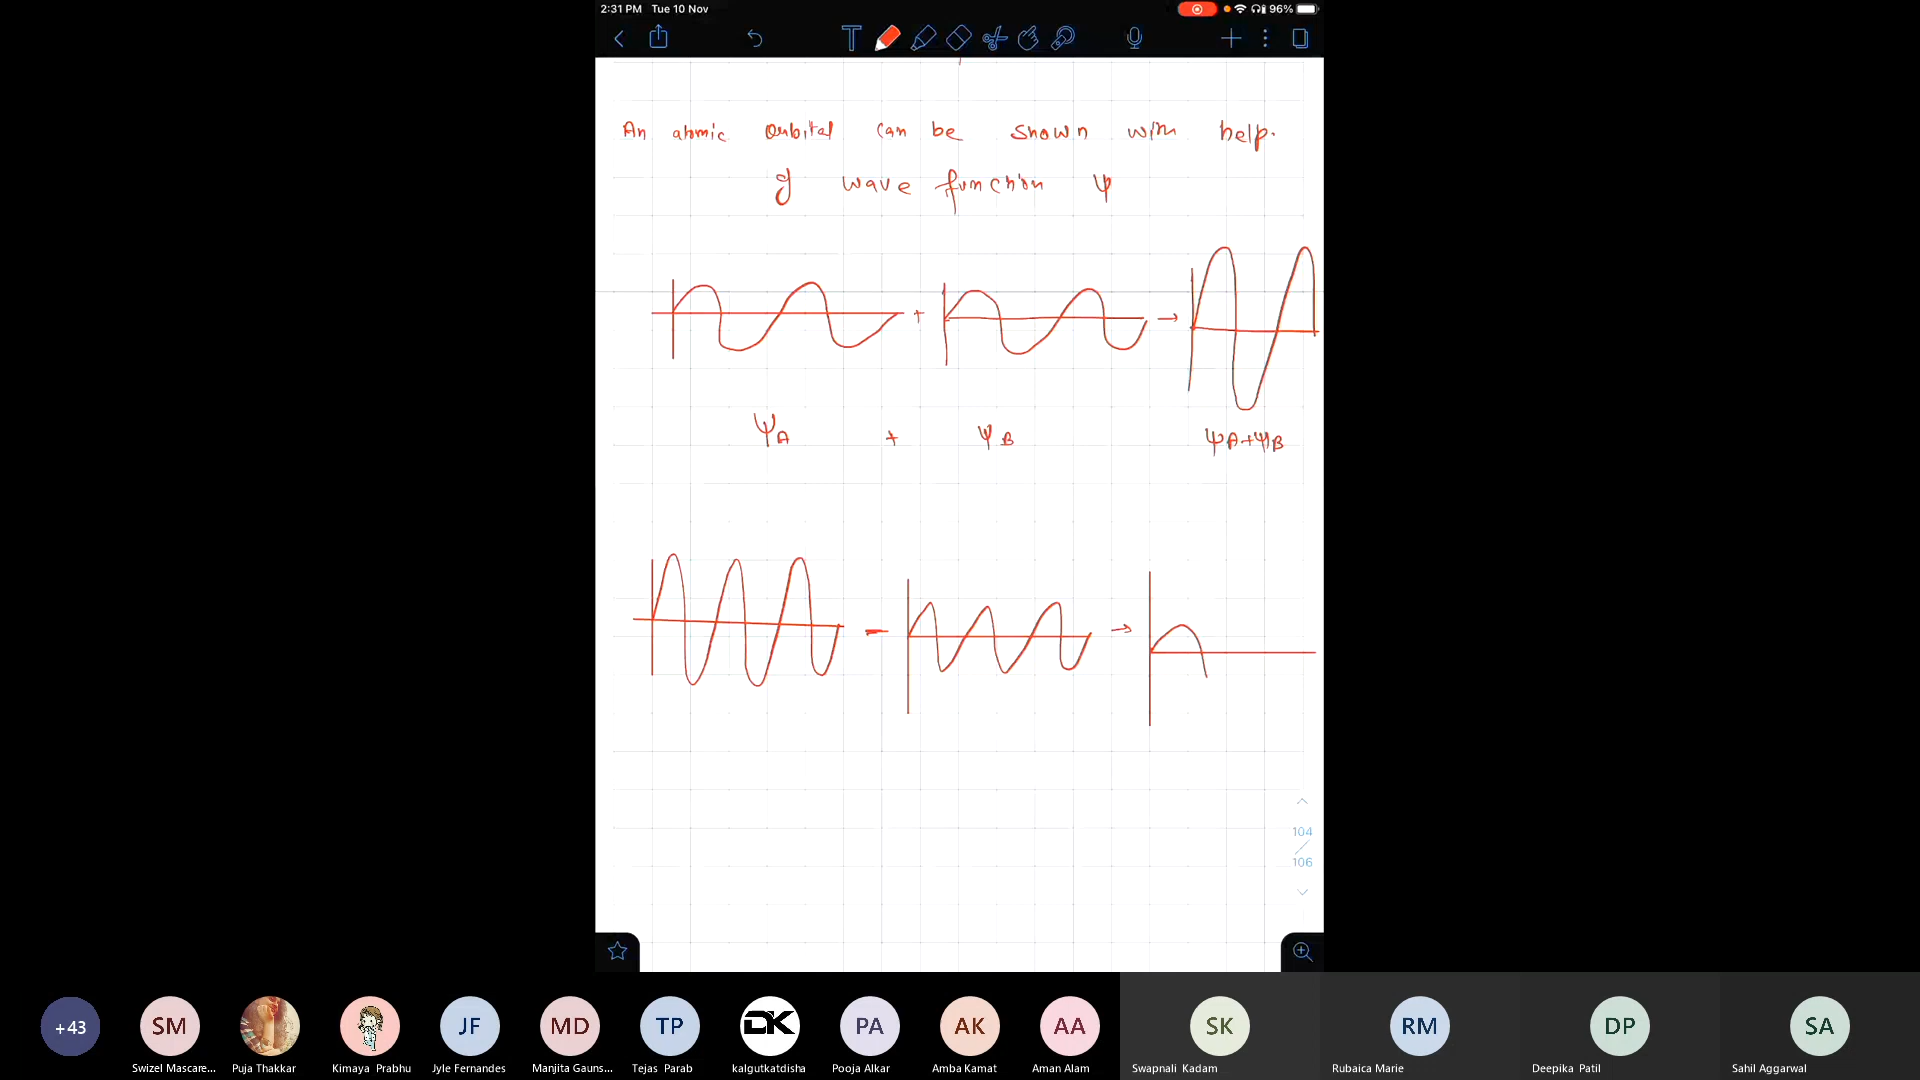 2:31 PM Tue 10 Nov 96%
An atomic orbital can be shown with help.
of wave function ψ
+ →
ψA + ψB ψA+ψB
- →
104
106
+43 SM JF MD TP DK PA AK AA SK RM DP SA
Swizel Mascare... Puja Thakkar Kimaya Prabhu Jyle Fernandes Manjita Gauns... Tejas Parab kalgutkatdisha Pooja Alkar Amba Kamat Aman Alam Swapnali Kadam Rubaica Marie Deepika Patil Sahil Aggarwal